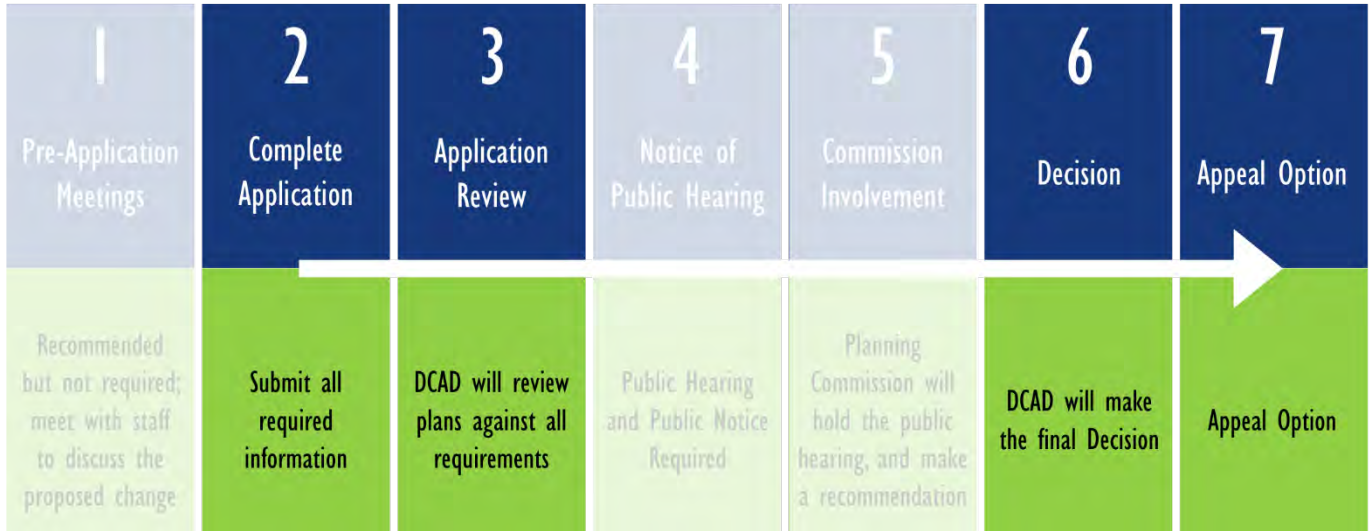 1
Pre-Application
Meetings
Recommended
but not required;
meet with staff
to discuss the
proposed change
2
Complete
Application
Submit all
required
information
3
Application
Review
DCAD will review
plans against all
requirements
4
Notice of
Public Hearing
Public Hearing
and Public Notice
Required
5
Commission
Involvement
Planning
Commission will
hold the public
hearing, and make
a recommendation
6
Decision
DCAD will make
the final Decision
7
Appeal Option
Appeal Option